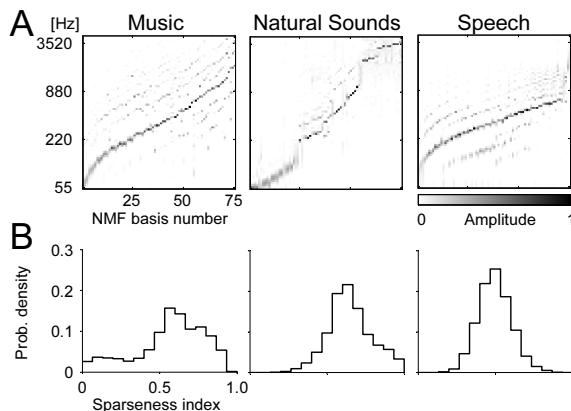 A
Music
Natural Sounds
Speech
[Hz]
3520
880
220
55
25
50
75
NMF basis number
0
Amplitude
1
B
0.3
0.2
0.1
0
Prob. density
0
0.5
1.0
Sparseness index